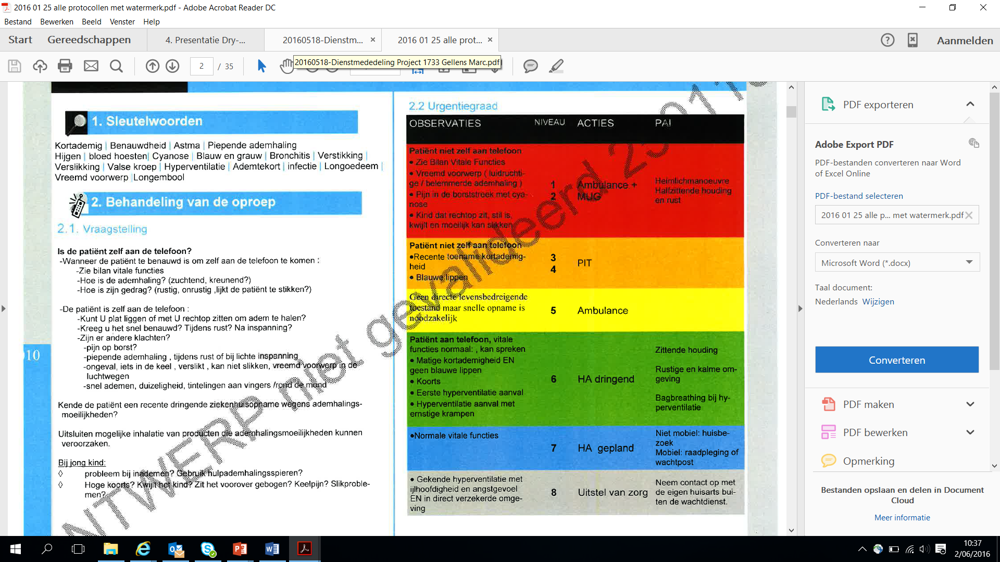 2016 01 25 alle protocollen met watermerk.pdf - Adobe Acrobat Reader DC
Bestand Bewerken Beeld Venster Help
Start Gereedschappen 4. Presentatie Dry-... 20160518-Dienstm... 2016 01 25 alle prot... Aanmelden
2 / 35
20160518-Dienstmededeling Project 1733 Gellens Marc.pdf
1. Sleutelwoorden
Kortademig | Benauwdheid | Astma | Piepende ademhaling
Hijgen | bloed hoesten| Cyanose | Blauw en grauw | Bronchitis | Verstikking |
Verslikking | Valse kroep | Hyperventilatie | Ademtekort | infectie | Longoedeem |
Vreemd voorwerp |Longembool
2. Behandeling van de oproep
2.1. Vraagstelling
Is de patiënt zelf aan de telefoon?
-Wanneer de patiënt te benauwd is om zelf aan de telefoon te komen :
-Zie bilan vitale functies
-Hoe is de ademhaling? (zuchtend, kreunend?)
-Hoe is zijn gedrag? (rustig, onrustig ,lijkt de patiënt te stikken?)
-De patiënt is zelf aan de telefoon :
-Kunt U plat liggen of met U rechtop zitten om adem te halen?
-Kreeg u het snel benauwd? Tijdens rust? Na inspanning?
-Zijn er andere klachten?
-pijn op borst?
-piepende ademhaling , tijdens rust of bij lichte inspanning
-ongeval, iets in de keel , verslikt , kan niet slikken, vreemd voorwerp in de
luchtwegen
-snel ademen, duizeligheid, tintelingen aan vingers /rond de mond
Kende de patiënt een recente dringende ziekenhuisopname wegens ademhalings-
moeilijkheden?
Uitsluiten mogelijke inhalatie van producten die ademhalingsmoeilijkheden kunnen
veroorzaken.
Bij jong kind:
◊ probleem bij inademen? Gebruik hulpademhalingsspieren?
◊ Hoge koorts? Kwijlt het kind? Zit het voorover gebogen? Keelpijn? Slikproble-
men?
10
2.2 Urgentiegraad
OBSERVATIES NIVEAU ACTIES PAI
Patiënt niet zelf aan telefoon
• Zie Bilan Vitale Functies
• Vreemd voorwerp ( luidruchti-
ge / belemmerde ademhaling )
• Pijn in de borststreek met cya-
nose
• Kind dat rechtop zit, stil is,
kwijlt en moeilijk kan slikken
1
2
Ambulance +
MUG
Heimlichmanoeuvre
Halfzittende houding
en rust
Patiënt niet zelf aan telefoon
•Recente toename kortademig-
heid
• Blauwe lippen
3
4
PIT
Geen directe levensbedreigende
toestand maar snelle opname is
noodzakelijk
5
Ambulance
Patiënt aan telefoon, vitale
functies normaal: , kan spreken
• Matige kortademigheid EN
geen blauwe lippen
• Koorts
• Eerste hyperventilatie aanval
• Hyperventilatie aanval met
ernstige krampen
6
HA dringend
Zittende houding
Rustige en kalme om-
geving
Bagbreathing bij hy-
perventilatie
•Normale vitale functies
7
HA gepland
Niet mobiel: huisbe-
zoek
Mobiel: raadpleging of
wachtpost
• Gekende hyperventilatie met
ijlhoofdigheid en angstgevoel
EN in direct verzekerde omge-
ving
8
Uitstel van zorg
Neem contact op met
de eigen huisarts bui-
ten de wachtdienst.
NTWERP niet gevalideerd
PDF exporteren
Adobe Export PDF
PDF-bestanden converteren naar Word
of Excel Online
PDF-bestand selecteren
2016 01 25 alle p... met watermerk.pdf
Converteren naar
Microsoft Word (*.docx)
Taal document:
Nederlands Wijzigen
Converteren
PDF maken
PDF bewerken
Opmerking
Bestanden opslaan en delen in Document
Cloud
Meer informatie
10:37
2/06/2016